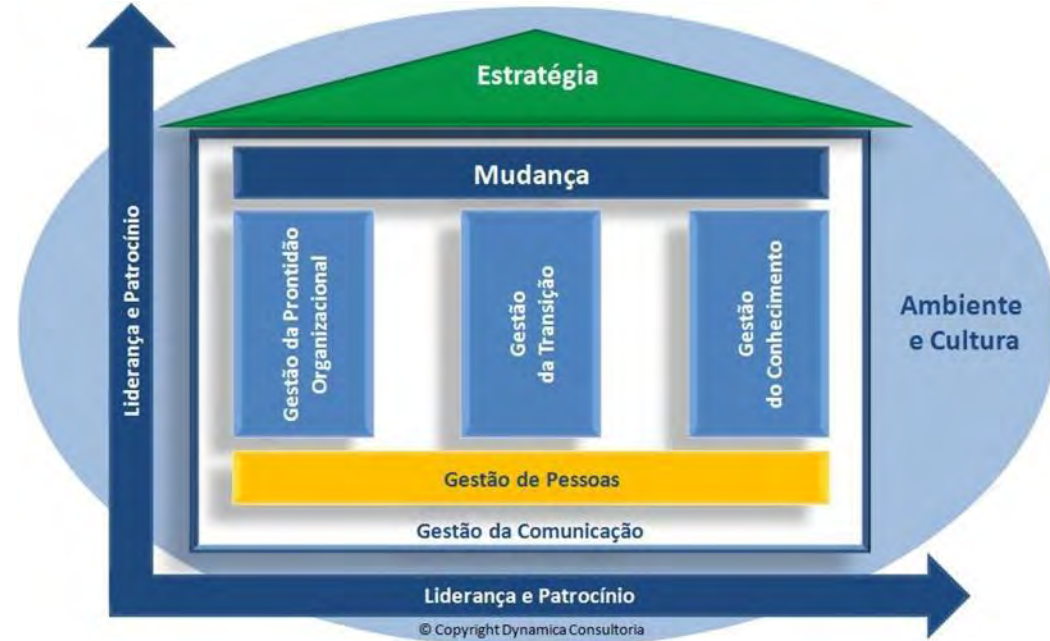 Estratégia
Mudança
Liderança e Patrocínio
Gestão da Prontidão
Organizacional
Gestão
da Transição
Gestão
do Conhecimento
Ambiente
e Cultura
Gestão de Pessoas
Gestão da Comunicação
Liderança e Patrocínio
© Copyright Dynamica Consultoria